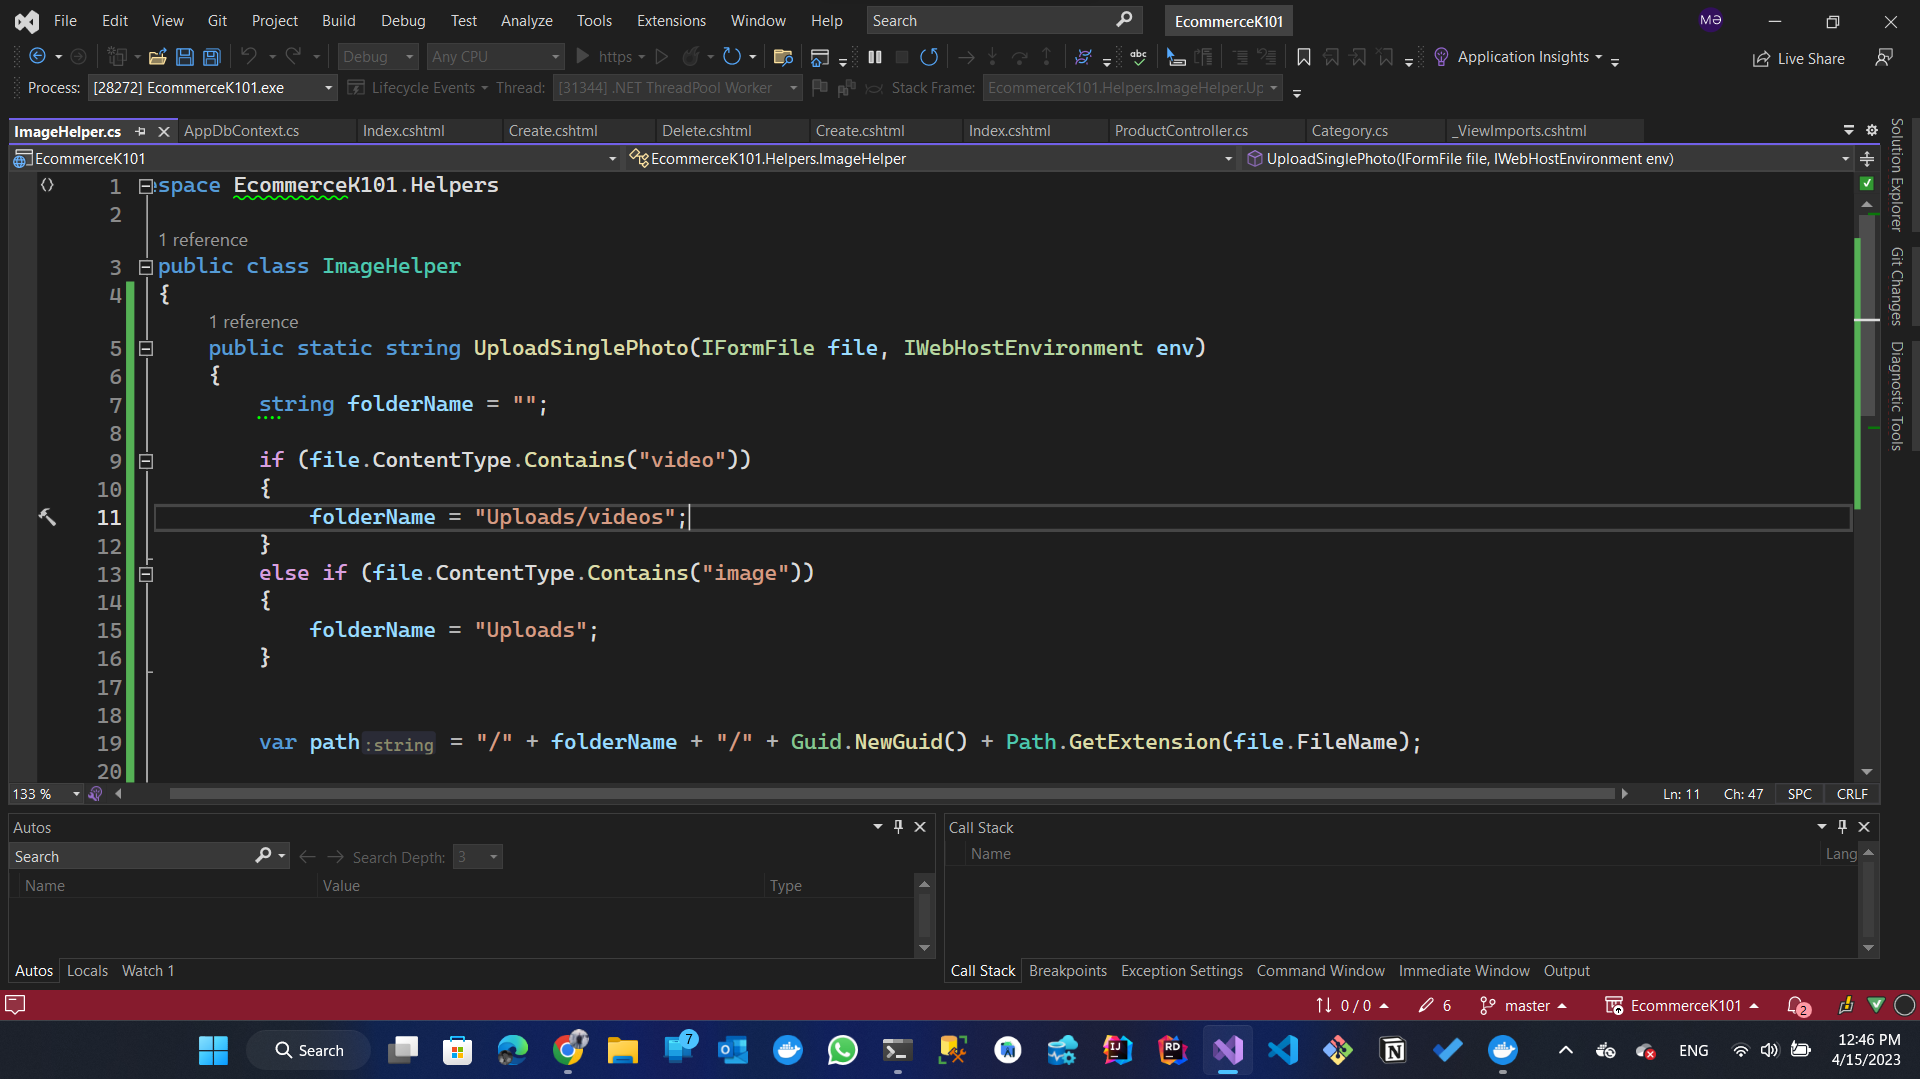 File Edit View Git Project Build Debug Test Analyze Tools Extensions Window Help Search EcommerceK101 MƏ
Debug Any CPU https Application Insights Live Share
Process: [28272] EcommerceK101.exe Lifecycle Events Thread: [31344] .NET ThreadPool Worker Stack Frame: EcommerceK101.Helpers.ImageHelper.Up
ImageHelper.cs AppDbContext.cs Index.cshtml Create.cshtml Delete.cshtml Create.cshtml Index.cshtml ProductController.cs Category.cs _ViewImports.cshtml
EcommerceK101 EcommerceK101.Helpers.ImageHelper UploadSinglePhoto(IFormFile file, IWebHostEnvironment env)
1 espace EcommerceK101.Helpers
2
1 reference
3 public class ImageHelper
4 {
1 reference
5 public static string UploadSinglePhoto(IFormFile file, IWebHostEnvironment env)
6 {
7 string folderName = "";
8
9 if (file.ContentType.Contains("video"))
10 {
11 folderName = "Uploads/videos";
12 }
13 else if (file.ContentType.Contains("image"))
14 {
15 folderName = "Uploads";
16 }
17
18
19 var path :string = "/" + folderName + "/" + Guid.NewGuid() + Path.GetExtension(file.FileName);
20
133 % Ln: 11 Ch: 47 SPC CRLF
Solution Explorer
Git Changes
Diagnostic Tools
Autos
Search Search Depth: 3
Name Value Type
Autos Locals Watch 1
Call Stack
Name Lang
Call Stack Breakpoints Exception Settings Command Window Immediate Window Output
0 / 0 6 master EcommerceK101 2
Search 7 ENG 12:46 PM
4/15/2023